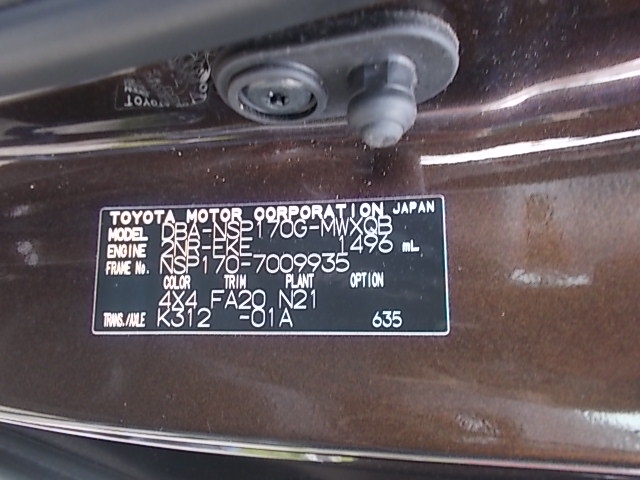 TOYOTA MOTOR CORPORATION JAPAN
MODEL DBA-NSP170G-MWXQB
ENGINE 2NR-FKE 1496 mL
FRAME No. NSP170-7009935
COLOR TRIM PLANT OPTION
4X4 FA20 N21
TRANS./AXLE K312 -01A 635